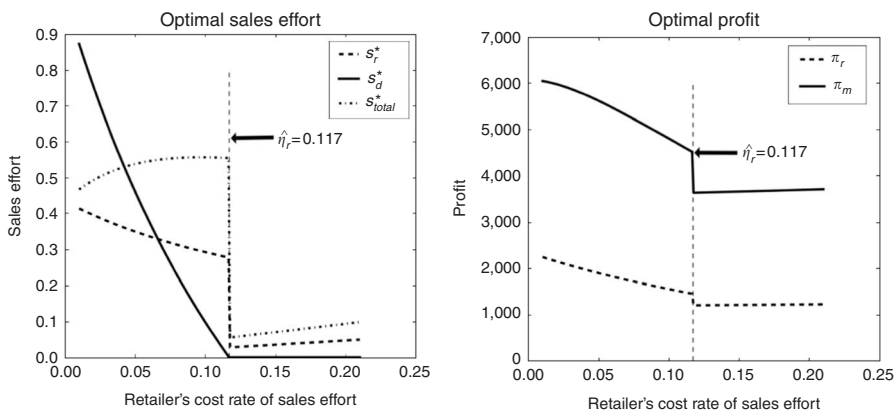 Optimal sales effort
0.9
0.8
0.7
0.6
0.5
0.4
0.3
0.2
0.1
0.0
Sales effort
s*r
s*d
s*total
η̂r=0.117
0.00 0.05 0.10 0.15 0.20 0.25
Retailer's cost rate of sales effort
Optimal profit
7,000
6,000
5,000
4,000
3,000
2,000
1,000
0
Profit
πr
πm
η̂r=0.117
0.00 0.05 0.10 0.15 0.20 0.25
Retailer's cost rate of sales effort